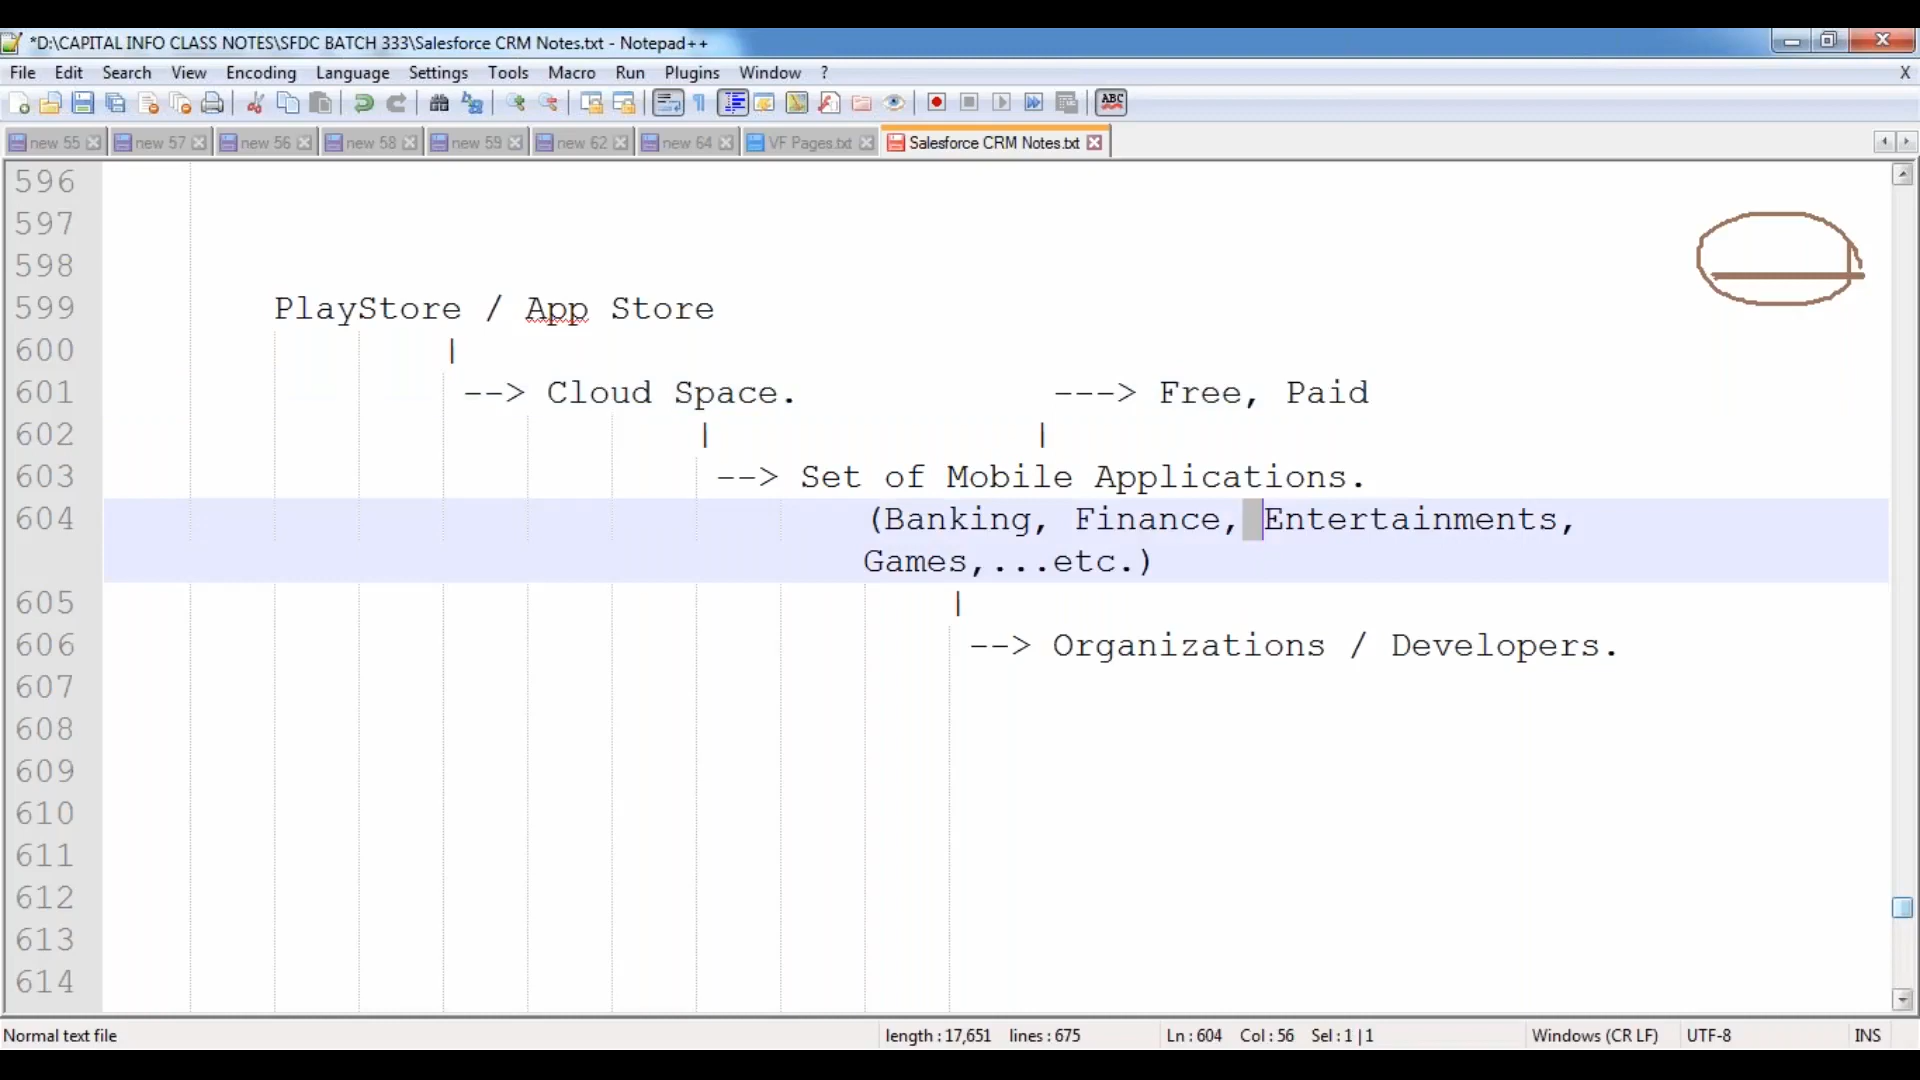 *D:\CAPITAL INFO CLASS NOTES\SFDC BATCH 333\Salesforce CRM Notes.txt - Notepad++
File Edit Search View Encoding Language Settings Tools Macro Run Plugins Window ? X
ABC
new 55 new 57 new 56 new 58 new 59 new 62 new 64 VF Pages.txt Salesforce CRM Notes.txt
596
597
598
599 PlayStore / App Store
600 |
601 --> Cloud Space. ---> Free, Paid
602 | |
603 --> Set of Mobile Applications.
604 (Banking, Finance, Entertainments,
Games,...etc.)
605 |
606 --> Organizations / Developers.
607
608
609
610
611
612
613
614
Normal text file length : 17,651 lines : 675 Ln : 604 Col : 56 Sel : 1 | 1 Windows (CR LF) UTF-8 INS